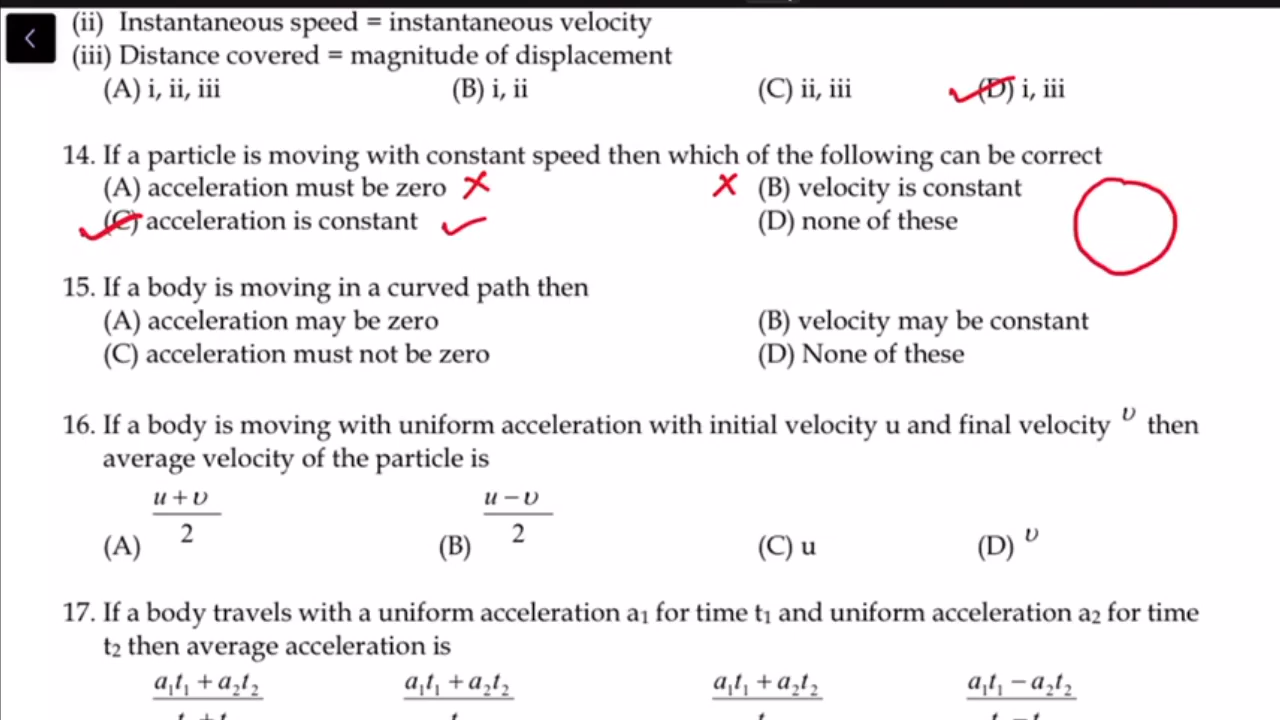 (ii) Instantaneous speed = instantaneous velocity
(iii) Distance covered = magnitude of displacement
(A) i, ii, iii (B) i, ii (C) ii, iii (D) i, iii
14. If a particle is moving with constant speed then which of the following can be correct
(A) acceleration must be zero (B) velocity is constant
(C) acceleration is constant (D) none of these
15. If a body is moving in a curved path then
(A) acceleration may be zero (B) velocity may be constant
(C) acceleration must not be zero (D) None of these
16. If a body is moving with uniform acceleration with initial velocity u and final velocity υ then
average velocity of the particle is
(A) (u + υ)/2 (B) (u − υ)/2 (C) u (D) υ
17. If a body travels with a uniform acceleration a₁ for time t₁ and uniform acceleration a₂ for time
t₂ then average acceleration is
a₁t₁ + a₂t₂ a₁t₁ + a₂t₂ a₁t₁ + a₂t₂ a₁t₁ − a₂t₂